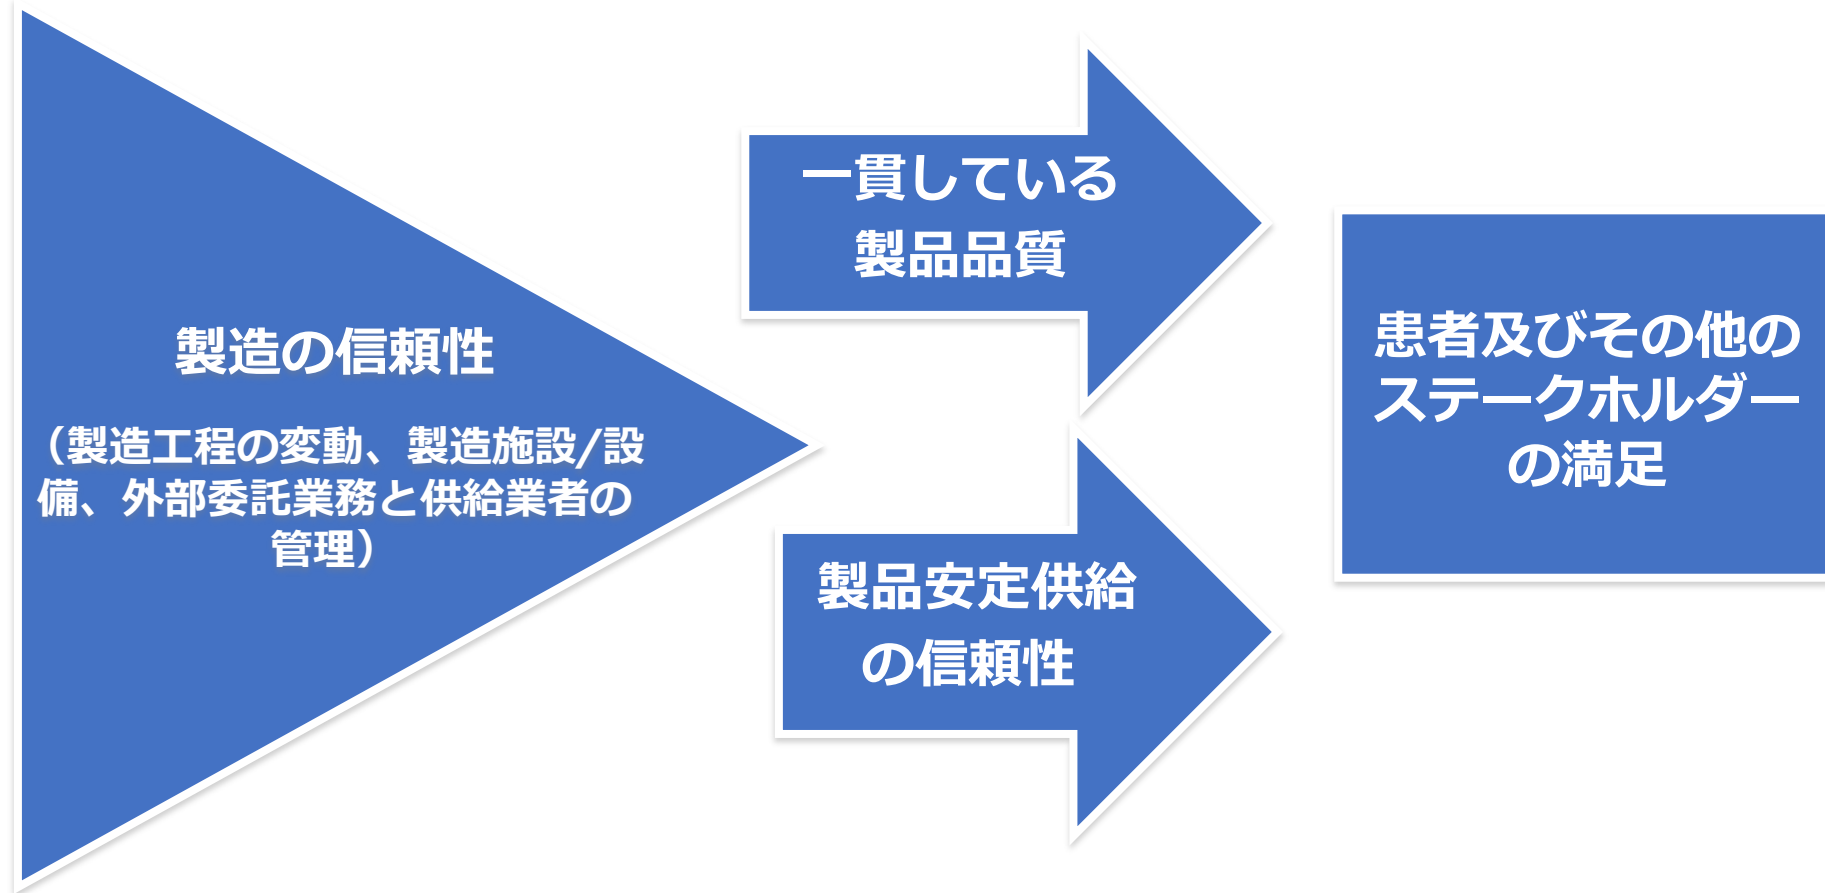 製造の信頼性
（製造工程の変動、製造施設/設
備、外部委託業務と供給業者の
管理）
一貫している
製品品質
製品安定供給
の信頼性
患者及びその他の
ステークホルダー
の満足